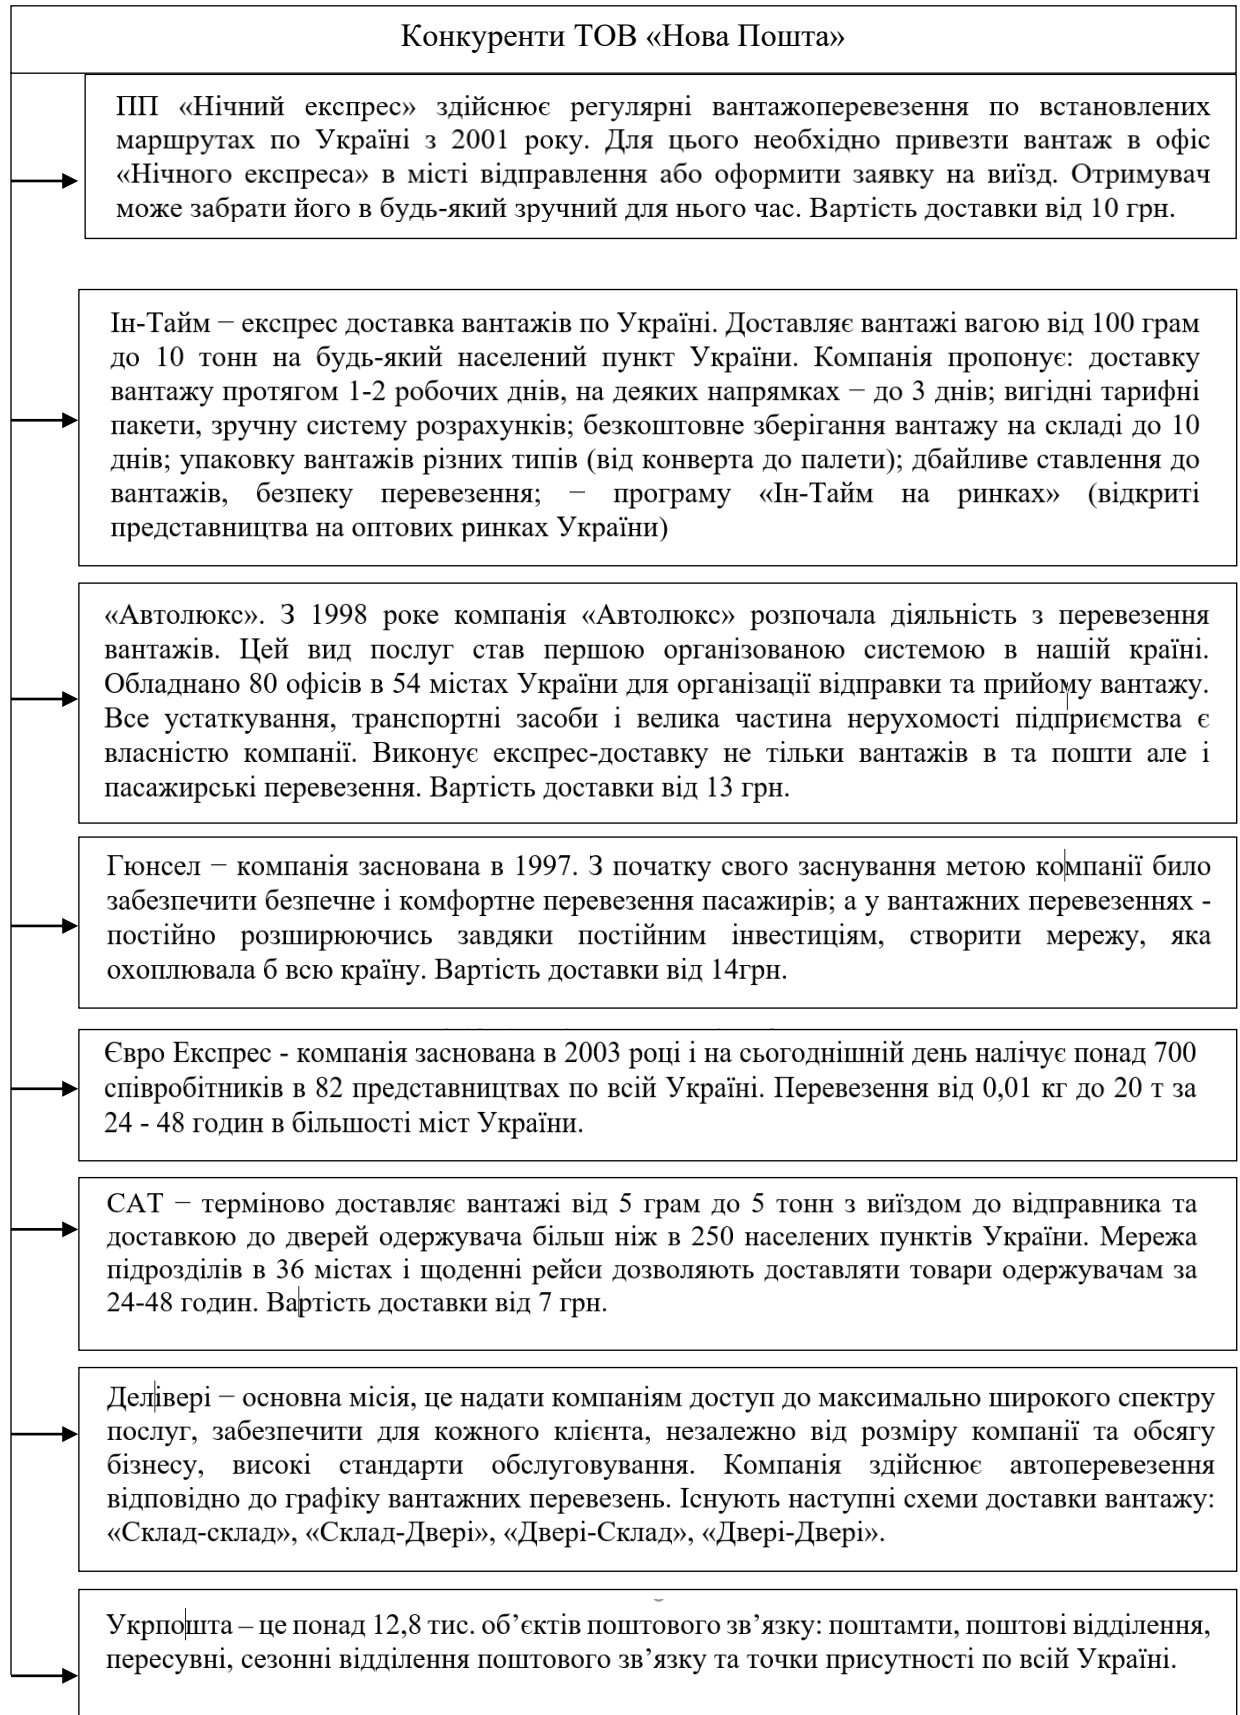 Конкуренти ТОВ «Нова Пошта»
ПП «Нічний експрес» здійснює регулярні вантажоперевезення по встановлених
маршрутах по Україні з 2001 року. Для цього необхідно привезти вантаж в офіс
«Нічного експреса» в місті відправлення або оформити заявку на виїзд. Отримувач
може забрати його в будь-який зручний для нього час. Вартість доставки від 10 грн.
Ін-Тайм − експрес доставка вантажів по Україні. Доставляє вантажі вагою від 100 грам
до 10 тонн на будь-який населений пункт України. Компанія пропонує: доставку
вантажу протягом 1-2 робочих днів, на деяких напрямках − до 3 днів; вигідні тарифні
пакети, зручну систему розрахунків; безкоштовне зберігання вантажу на складі до 10
днів; упаковку вантажів різних типів (від конверта до палети); дбайливе ставлення до
вантажів, безпеку перевезення; − програму «Ін-Тайм на ринках» (відкриті
представництва на оптових ринках України)
«Автолюкс». З 1998 роке компанія «Автолюкс» розпочала діяльність з перевезення
вантажів. Цей вид послуг став першою організованою системою в нашій країні.
Обладнано 80 офісів в 54 містах України для організації відправки та прийому вантажу.
Все устаткування, транспортні засоби і велика частина нерухомості підприємства є
власністю компанії. Виконує експрес-доставку не тільки вантажів в та пошти але і
пасажирські перевезення. Вартість доставки від 13 грн.
Гюнсел − компанія заснована в 1997. З початку свого заснування метою компанії било
забезпечити безпечне і комфортне перевезення пасажирів; а у вантажних перевезеннях -
постійно розширюючись завдяки постійним інвестиціям, створити мережу, яка
охоплювала б всю країну. Вартість доставки від 14грн.
Євро Експрес - компанія заснована в 2003 році і на сьогоднішній день налічує понад 700
співробітників в 82 представництвах по всій Україні. Перевезення від 0,01 кг до 20 т за
24 - 48 годин в більшості міст України.
САТ − терміново доставляє вантажі від 5 грам до 5 тонн з виїздом до відправника та
доставкою до дверей одержувача більш ніж в 250 населених пунктів України. Мережа
підрозділів в 36 містах і щоденні рейси дозволяють доставляти товари одержувачам за
24-48 годин. Вартість доставки від 7 грн.
Делівері − основна місія, це надати компаніям доступ до максимально широкого спектру
послуг, забезпечити для кожного клієнта, незалежно від розміру компанії та обсягу
бізнесу, високі стандарти обслуговування. Компанія здійснює автоперевезення
відповідно до графіку вантажних перевезень. Існують наступні схеми доставки вантажу:
«Склад-склад», «Склад-Двері», «Двері-Склад», «Двері-Двері».
Укрпошта – це понад 12,8 тис. об’єктів поштового зв’язку: поштамти, поштові відділення,
пересувні, сезонні відділення поштового зв’язку та точки присутності по всій Україні.